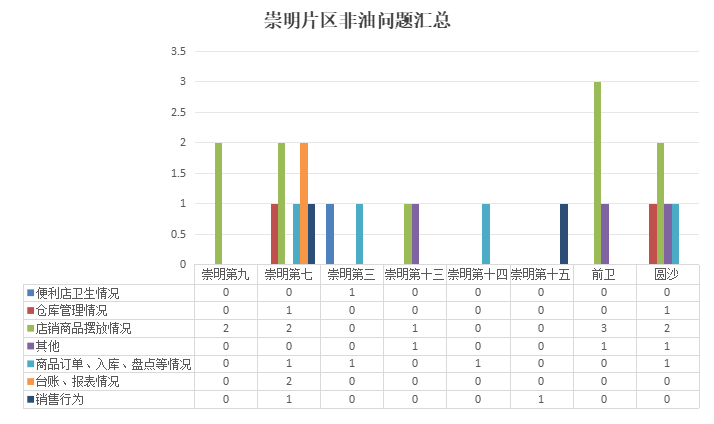 崇明片区非油问题汇总
3.5
3
2.5
2
1.5
1
0.5
0
崇明第九 崇明第七 崇明第三 崇明第十三 崇明第十四 崇明第十五 前卫 圆沙
便利店卫生情况 0 0 1 0 0 0 0 0
仓库管理情况 0 1 0 0 0 0 0 1
店销商品摆放情况 2 2 0 1 0 0 3 2
其他 0 0 0 1 0 0 1 1
商品订单、入库、盘点等情况 0 1 1 0 1 0 0 1
台账、报表情况 0 2 0 0 0 0 0 0
销售行为 0 1 0 0 0 1 0 0